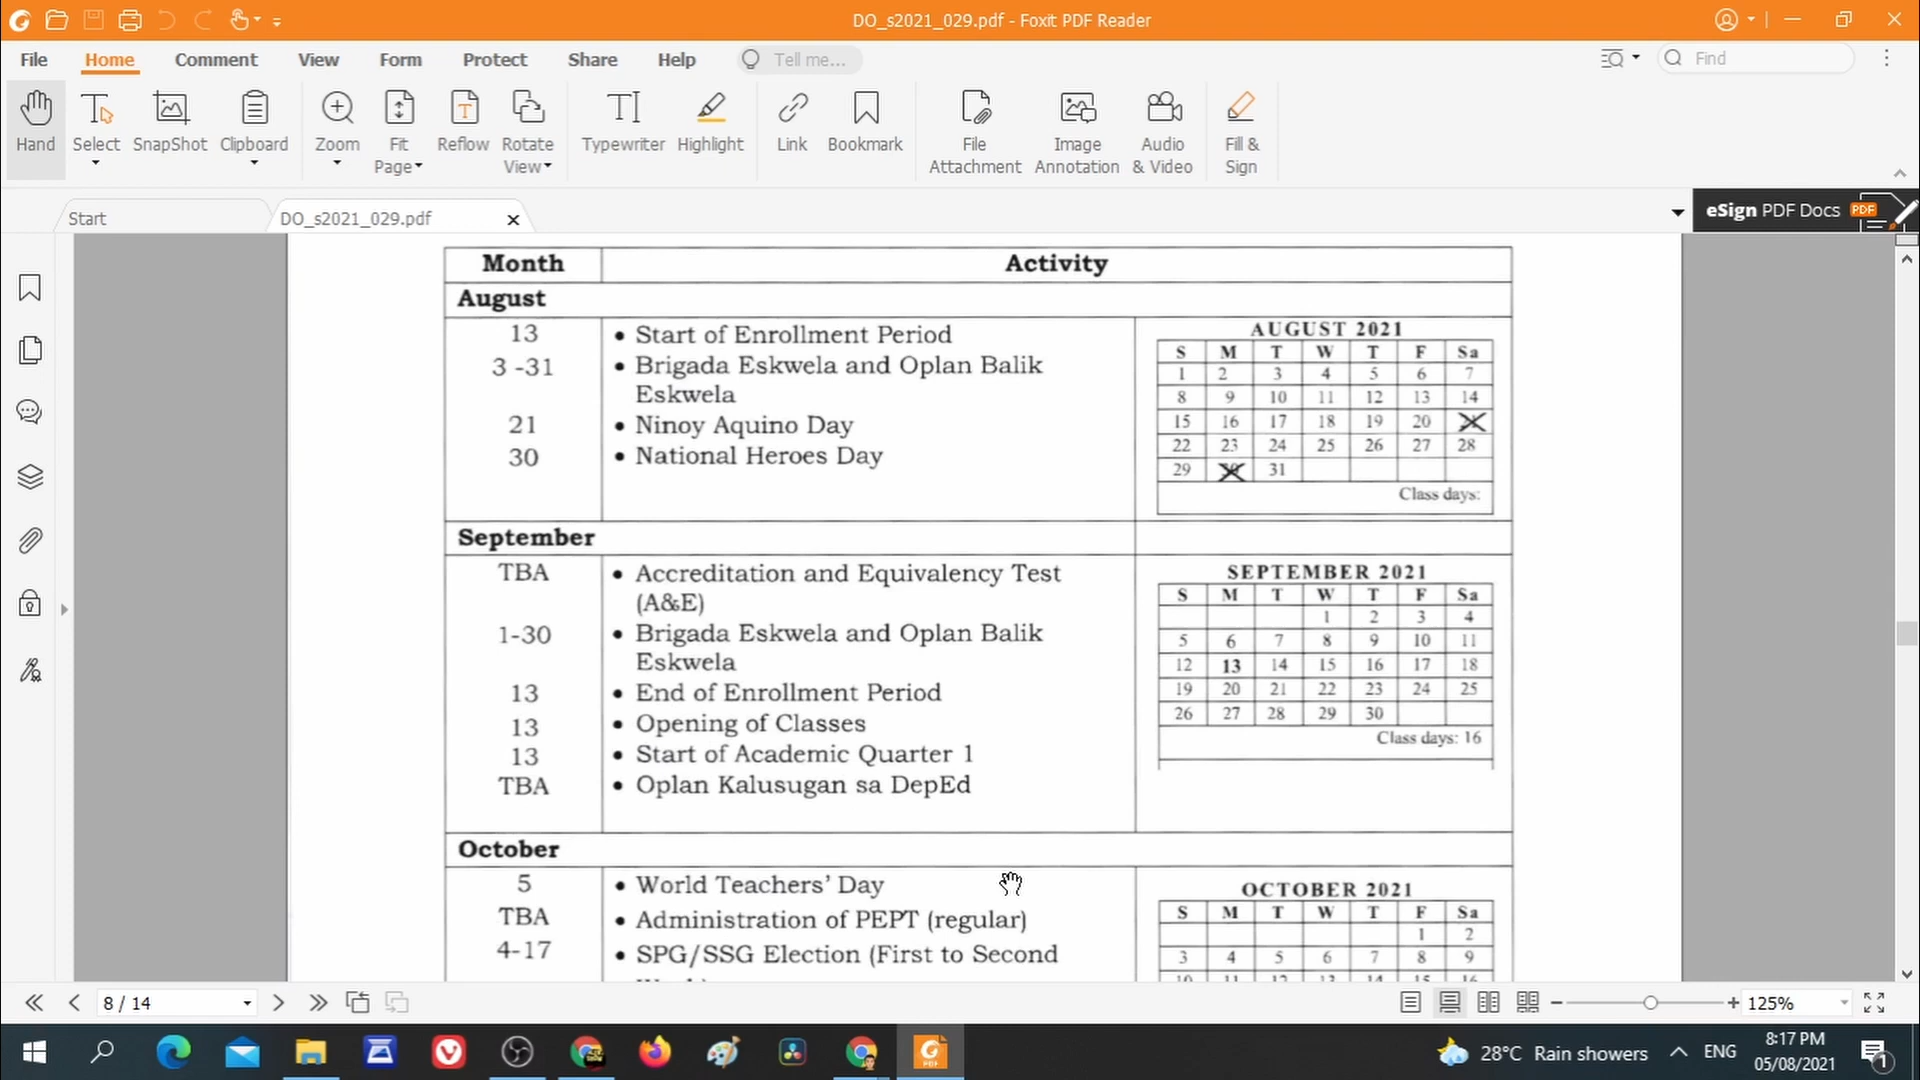 DO_s2021_029.pdf - Foxit PDF Reader
File Home Comment View Form Protect Share Help Tell me... Find
Hand Select SnapShot Clipboard Zoom Fit Page Reflow Rotate View Typewriter Highlight Link Bookmark File Attachment Image Annotation Audio & Video Fill & Sign
Start DO_s2021_029.pdf eSign PDF Docs PDF
Month Activity
August
13 • Start of Enrollment Period
3 -31 • Brigada Eskwela and Oplan Balik
Eskwela
21 • Ninoy Aquino Day
30 • National Heroes Day
AUGUST 2021
S M T W T F Sa
1 2 3 4 5 6 7
8 9 10 11 12 13 14
15 16 17 18 19 20
22 23 24 25 26 27 28
29 31
Class days:
September
TBA • Accreditation and Equivalency Test
(A&E)
1-30 • Brigada Eskwela and Oplan Balik
Eskwela
13 • End of Enrollment Period
13 • Opening of Classes
13 • Start of Academic Quarter 1
TBA • Oplan Kalusugan sa DepEd
SEPTEMBER 2021
S M T W T F Sa
1 2 3 4
5 6 7 8 9 10 11
12 13 14 15 16 17 18
19 20 21 22 23 24 25
26 27 28 29 30
Class days: 16
October
5 • World Teachers' Day
TBA • Administration of PEPT (regular)
4-17 • SPG/SSG Election (First to Second
OCTOBER 2021
S M T W T F Sa
1 2
3 4 5 6 7 8 9
8 / 14 125%
28°C Rain showers ENG 8:17 PM
05/08/2021 1